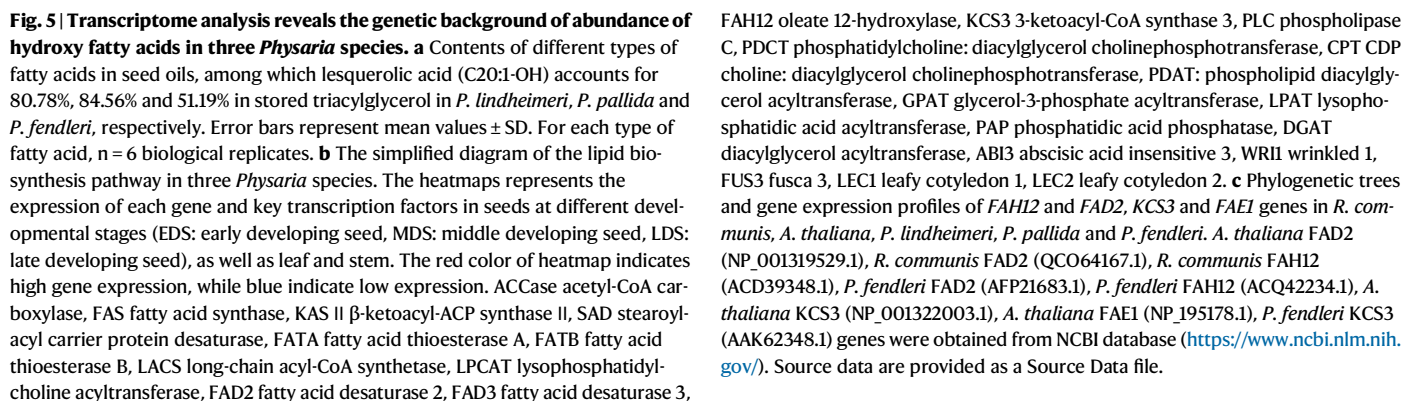 Fig. 5 | Transcriptome analysis reveals the genetic background of abundance of
hydroxy fatty acids in three Physaria species. a Contents of different types of
fatty acids in seed oils, among which lesquerolic acid (C20:1-OH) accounts for
80.78%, 84.56% and 51.19% in stored triacylglycerol in P. lindheimeri, P. pallida and
P. fendleri, respectively. Error bars represent mean values ± SD. For each type of
fatty acid, n = 6 biological replicates. b The simplified diagram of the lipid bio-
synthesis pathway in three Physaria species. The heatmaps represents the
expression of each gene and key transcription factors in seeds at different devel-
opmental stages (EDS: early developing seed, MDS: middle developing seed, LDS:
late developing seed), as well as leaf and stem. The red color of heatmap indicates
high gene expression, while blue indicate low expression. ACCase acetyl-CoA car-
boxylase, FAS fatty acid synthase, KAS II β-ketoacyl-ACP synthase II, SAD stearoyl-
acyl carrier protein desaturase, FATA fatty acid thioesterase A, FATB fatty acid
thioesterase B, LACS long-chain acyl-CoA synthetase, LPCAT lysophosphatidyl-
choline acyltransferase, FAD2 fatty acid desaturase 2, FAD3 fatty acid desaturase 3,
FAH12 oleate 12-hydroxylase, KCS3 3-ketoacyl-CoA synthase 3, PLC phospholipase
C, PDCT phosphatidylcholine: diacylglycerol cholinephosphotransferase, CPT CDP
choline: diacylglycerol cholinephosphotransferase, PDAT: phospholipid diacylgly-
cerol acyltransferase, GPAT glycerol-3-phosphate acyltransferase, LPAT lysopho-
sphatidic acid acyltransferase, PAP phosphatidic acid phosphatase, DGAT
diacylglycerol acyltransferase, ABI3 abscisic acid insensitive 3, WRI1 wrinkled 1,
FUS3 fusca 3, LEC1 leafy cotyledon 1, LEC2 leafy cotyledon 2. c Phylogenetic trees
and gene expression profiles of FAH12 and FAD2, KCS3 and FAE1 genes in R. com-
munis, A. thaliana, P. lindheimeri, P. pallida and P. fendleri. A. thaliana FAD2
(NP_001319529.1), R. communis FAD2 (QCO64167.1), R. communis FAH12
(ACD39348.1), P. fendleri FAD2 (AFP21683.1), P. fendleri FAH12 (ACQ42234.1), A.
thaliana KCS3 (NP_001322003.1), A. thaliana FAE1 (NP_195178.1), P. fendleri KCS3
(AAK62348.1) genes were obtained from NCBI database (https://www.ncbi.nlm.nih.
gov/). Source data are provided as a Source Data file.